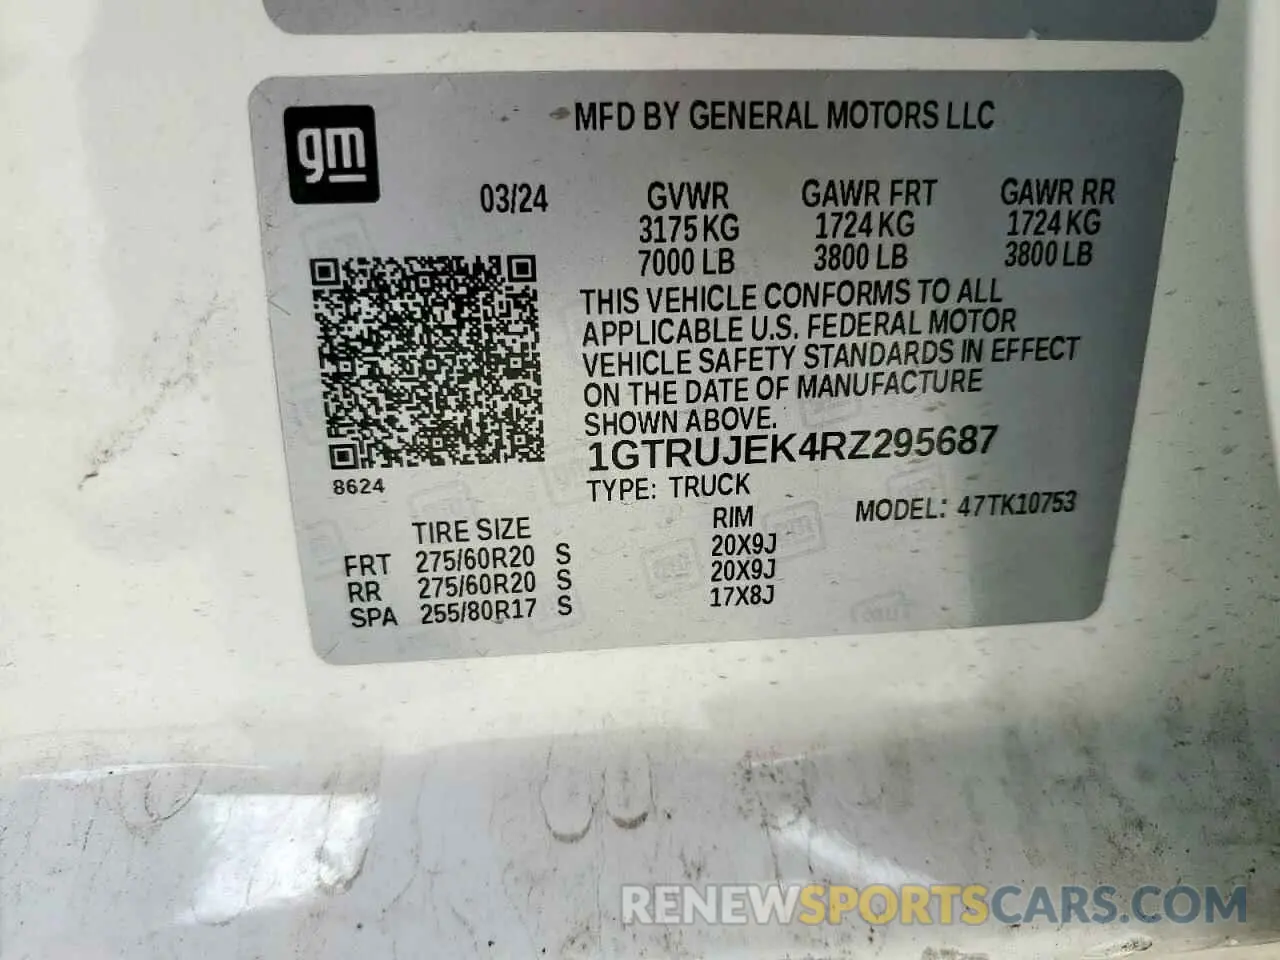 gm
MFD BY GENERAL MOTORS LLC
03/24
GVWR GAWR FRT GAWR RR
3175 KG 1724 KG 1724 KG
7000 LB 3800 LB 3800 LB
THIS VEHICLE CONFORMS TO ALL
APPLICABLE U.S. FEDERAL MOTOR
VEHICLE SAFETY STANDARDS IN EFFECT
ON THE DATE OF MANUFACTURE
SHOWN ABOVE.
1GTRUJEK4RZ295687
8624
TYPE: TRUCK
MODEL: 47TK10753
TIRE SIZE RIM
FRT 275/60R20 S 20X9J
RR 275/60R20 S 20X9J
SPA 255/80R17 S 17X8J
RENEWSPORTSCARS.COM